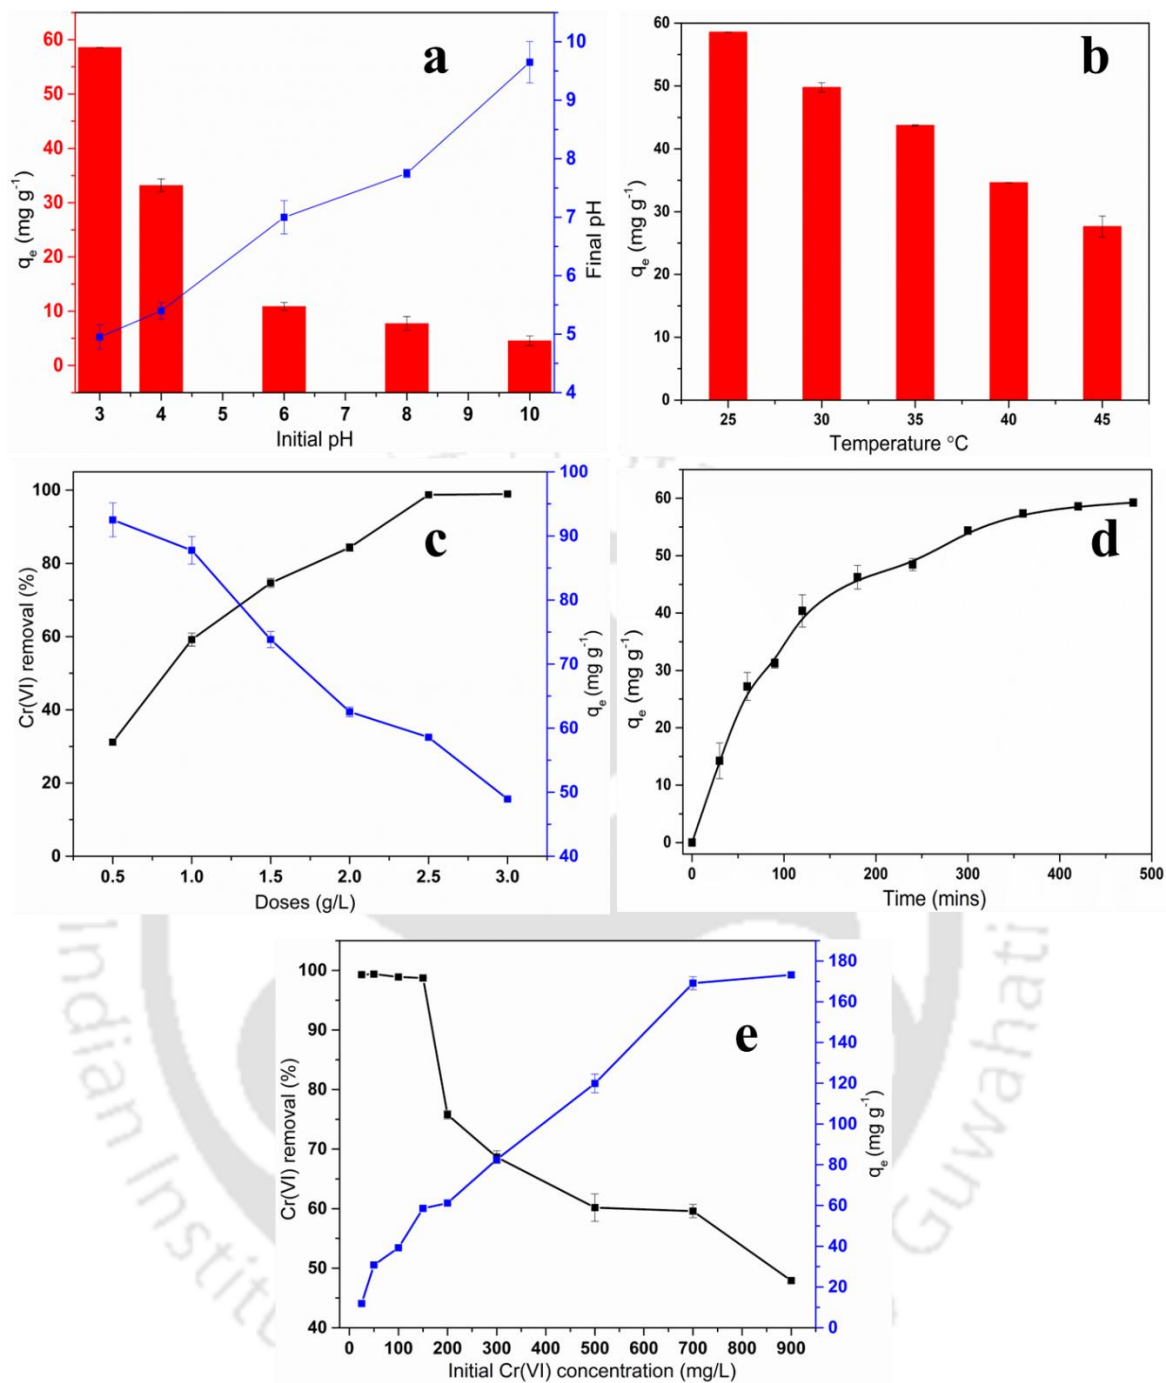 a
60
50
40
30
20
10
0
q_e (mg g⁻¹)
10
9
8
7
6
5
4
Final pH
3 4 5 6 7 8 9 10
Initial pH
b
60
50
40
30
20
10
0
q_e (mg g⁻¹)
25 30 35 40 45
Temperature °C
c
100
80
60
40
20
0
Cr(VI) removal (%)
100
90
80
70
60
50
40
q_e (mg g⁻¹)
0.5 1.0 1.5 2.0 2.5 3.0
Doses (g/L)
d
60
50
40
30
20
10
0
q_e (mg g⁻¹)
0 100 200 300 400 500
Time (mins)
e
100
90
80
70
60
50
40
Cr(VI) removal (%)
180
160
140
120
100
80
60
40
20
0
q_e (mg g⁻¹)
0 100 200 300 400 500 600 700 800 900
Initial Cr(VI) concentration (mg/L)
Indian Institu
Guwahati